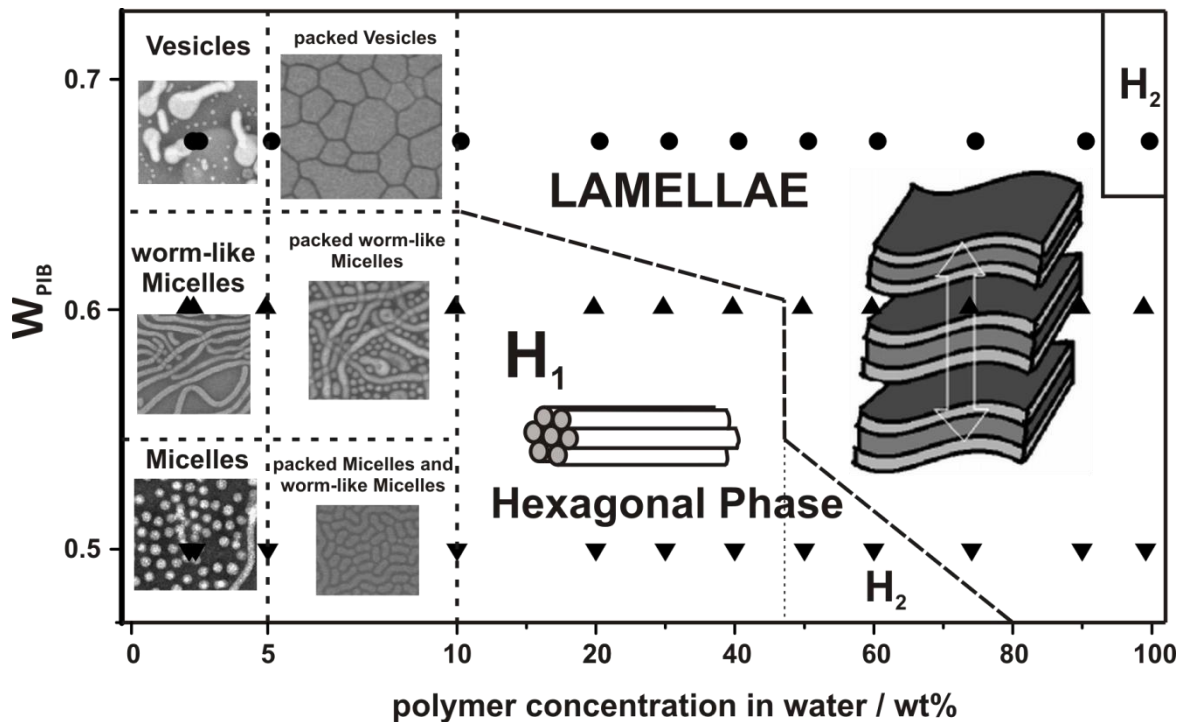 Vesicles
packed Vesicles
H2
0.7
LAMELLAE
worm-like
Micelles
packed worm-like
Micelles
WPIB
0.6
H1
Micelles
packed Micelles and
worm-like Micelles
Hexagonal Phase
0.5
H2
0 5 10 20 40 60 80 100
polymer concentration in water / wt%